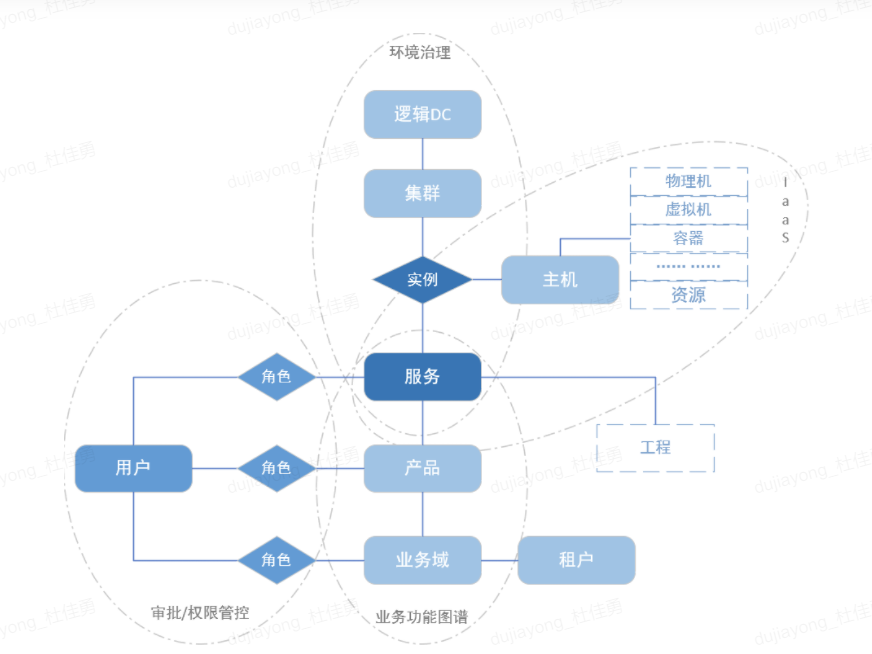 环境治理
逻辑DC
集群
物理机
虚拟机
容器
…… ……
资源
IaaS
实例
主机
角色
服务
工程
用户
角色
产品
角色
业务域
租户
审批/权限管控
业务功能图谱
dujiayong_杜佳勇